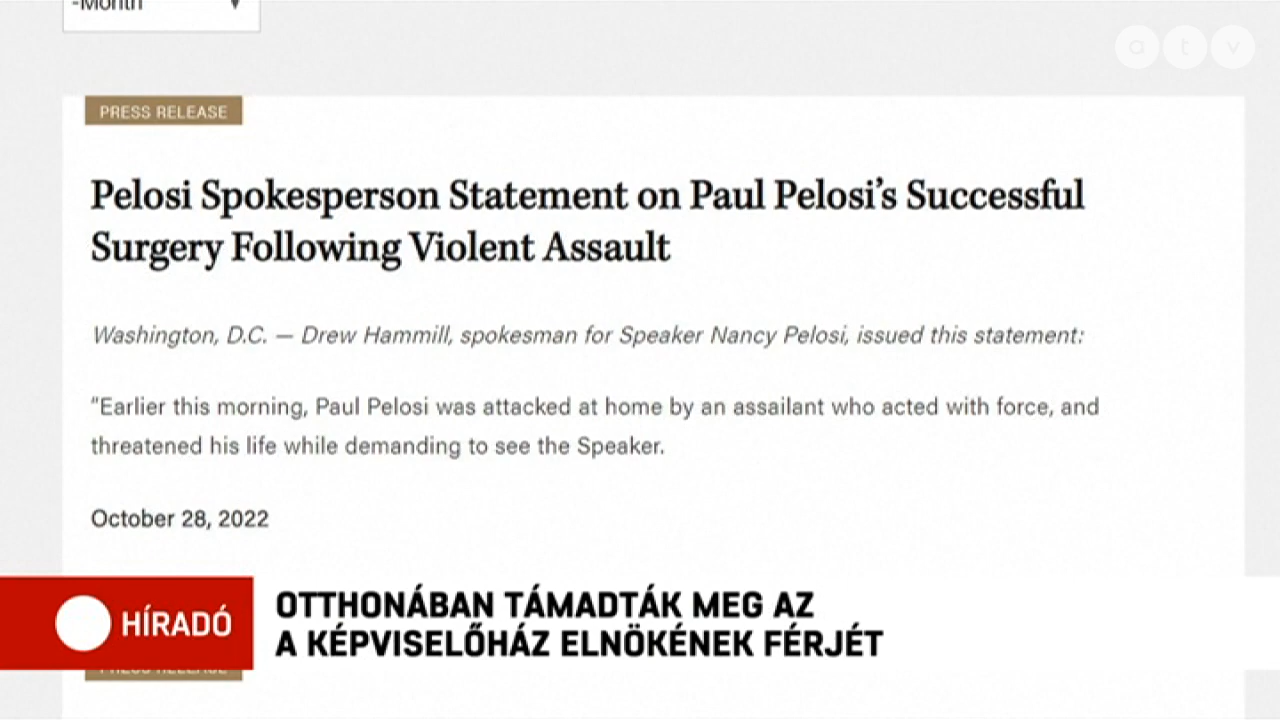 -Month
atv
PRESS RELEASE
Pelosi Spokesperson Statement on Paul Pelosi’s Successful
Surgery Following Violent Assault
Washington, D.C. — Drew Hammill, spokesman for Speaker Nancy Pelosi, issued this statement:
“Earlier this morning, Paul Pelosi was attacked at home by an assailant who acted with force, and
threatened his life while demanding to see the Speaker.
October 28, 2022
HÍRADÓ
OTTHONÁBAN TÁMADTÁK MEG AZ
A KÉPVISELŐHÁZ ELNÖKÉNEK FÉRJÉT
PRESS RELEASE